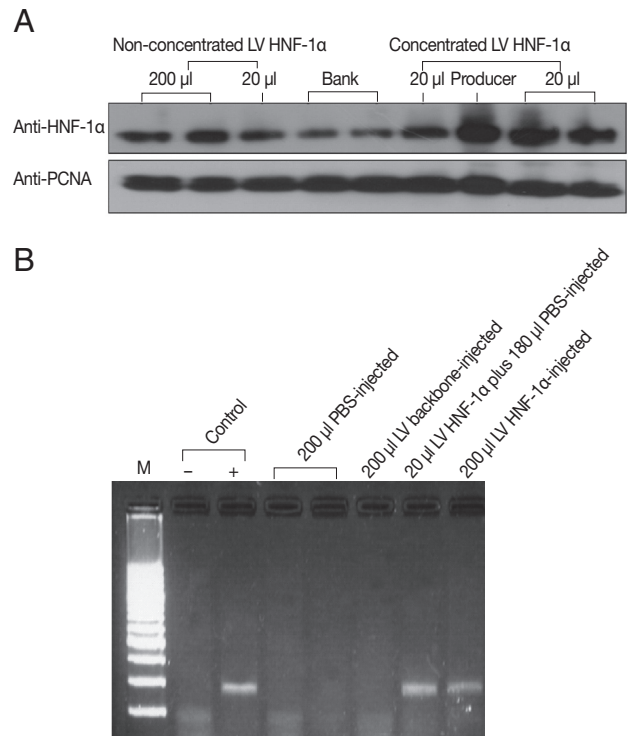 A
Non-concentrated LV HNF-1α
Concentrated LV HNF-1α
200 µl
20 µl
Bank
20 µl
Producer
20 µl
Anti-HNF-1α
Anti-PCNA
B
Control
200 µl PBS-injected
200 µl LV backbone-injected
20 µl LV HNF-1α plus 180 µl PBS-injected
200 µl LV HNF-1α-injected
M
–
+